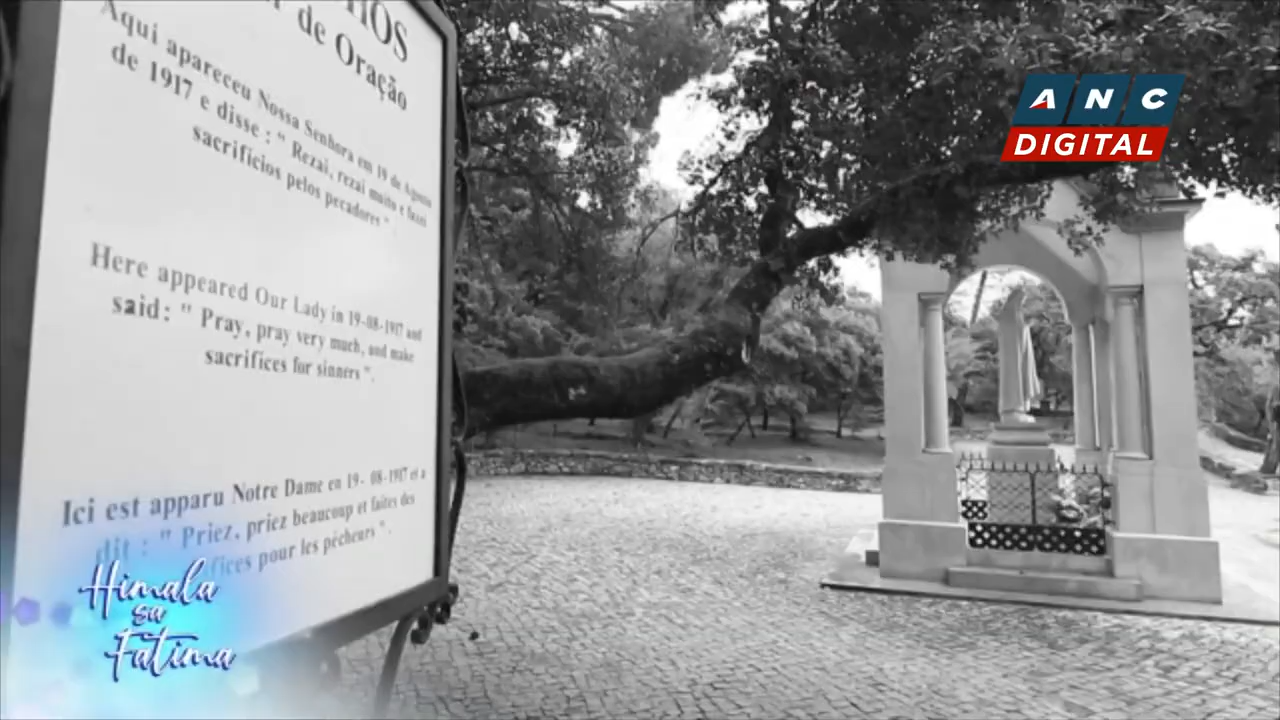 HOS
de Oração
Aqui apareceu Nossa Senhora em 19 de Agosto
de 1917 e disse : " Rezai, rezai muito e fazei
sacrifícios pelos pecadores "
Here appeared Our Lady in 19-08-1917 and
said: " Pray, pray very much, and make
sacrifices for sinners ".
Ici est apparu Notre Dame en 19- 08-1917 et a
dit : " Priez, priez beaucoup et faites des
fices pour les pécheurs ".
Himala
sa
Fatima
ANC
DIGITAL